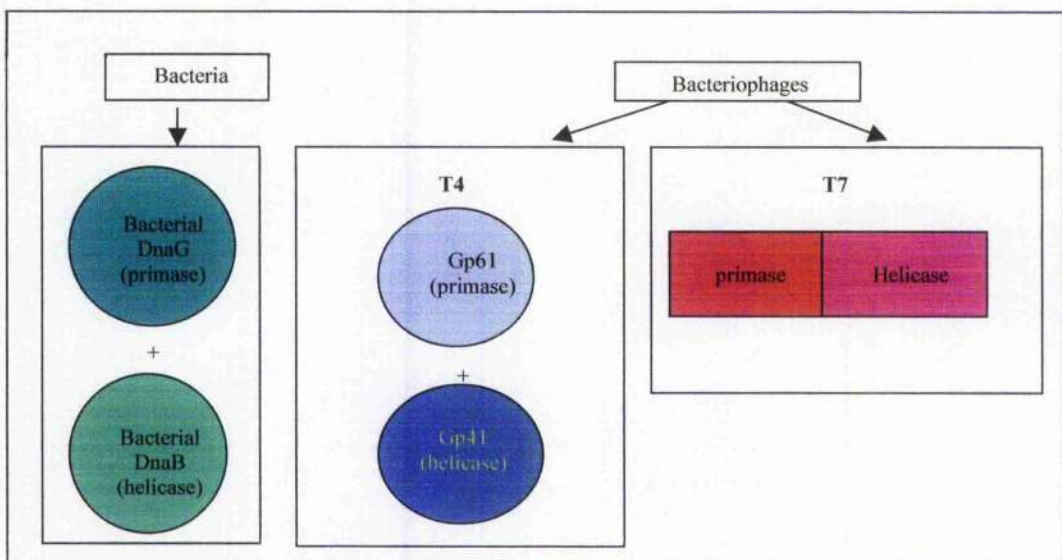 Bacteria
Bacteriophages
Bacterial
DnaG
(primase)
+
Bacterial
DnaB
(helicase)
T4
Gp61
(primase)
+
Gp41
(helicase)
T7
primase
Helicase